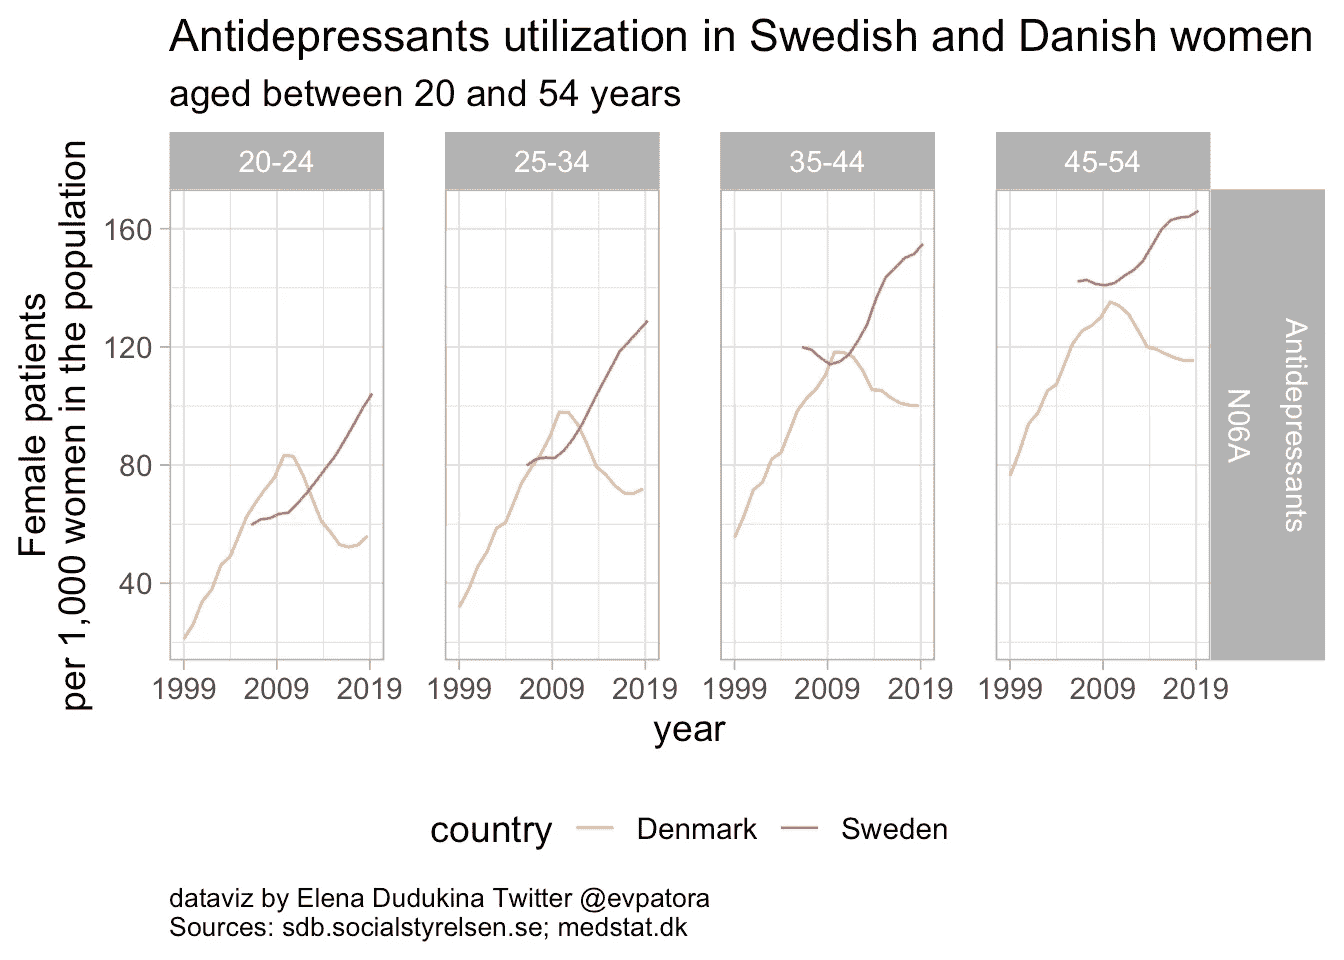 Antidepressants utilization in Swedish and Danish women
aged between 20 and 54 years
20-24
25-34
35-44
45-54
Female patients
per 1,000 women in the population
160
120
80
40
Antidepressants
N06A
1999 2009 2019
1999 2009 2019
1999 2009 2019
1999 2009 2019
year
country Denmark Sweden
dataviz by Elena Dudukina Twitter @evpatora
Sources: sdb.socialstyrelsen.se; medstat.dk